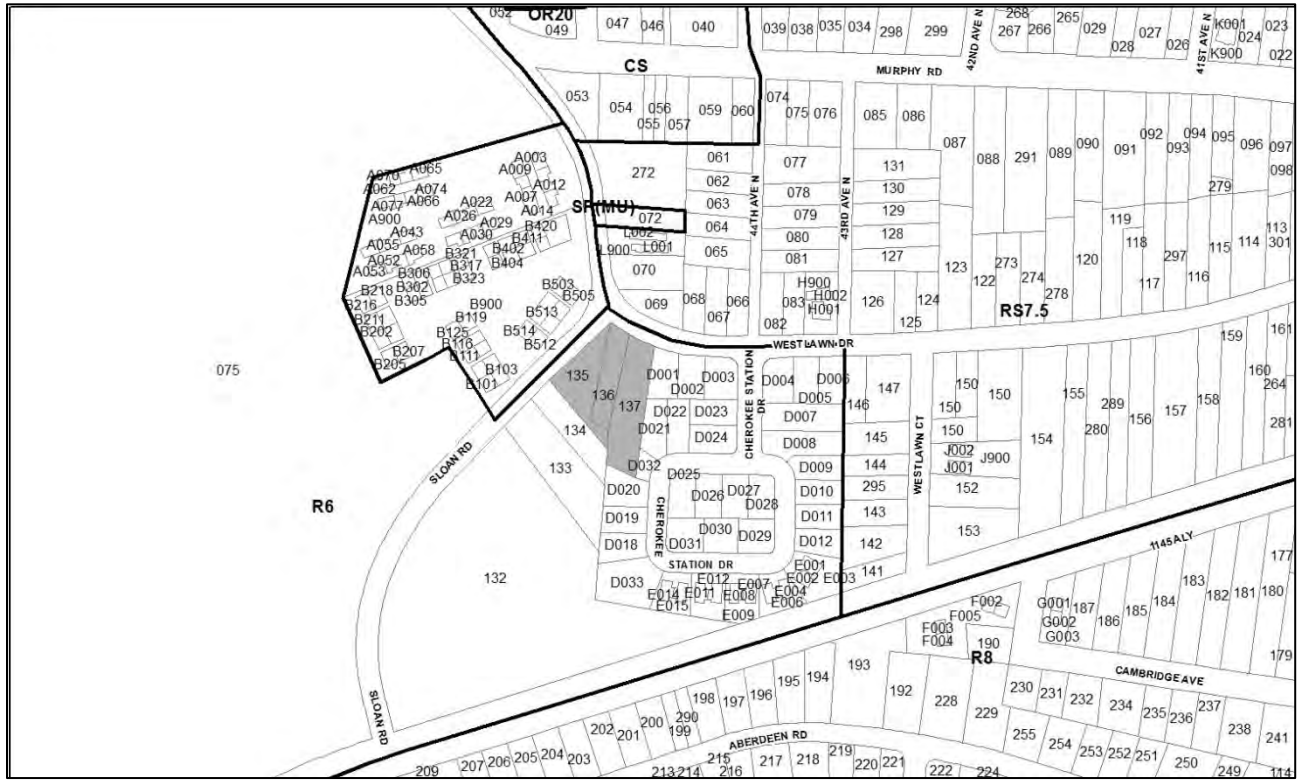 052 OR20 047 046 040 039 038 035 034 298 299 42ND AVE N 268 265 029 027 026 41ST AVE N K001 023
049 267 266 028 024
K900 022
CS MURPHY RD
053 054 056 059 060 074 075 076 085 086 087 088 291 089 090 091 092 093 094 095 096 097
055 057 098
272 061 077 131
062 078 130 279
063 079 129
SP(MU) 072 064 080 128 119 118 113
L002 L001 L900 065 081 127 123 122 273 274 278 120 297 117 116 115 114 301
070 069 068 067 066 44TH AVE N 082 083 H900 H002 H001 43RD AVE N 126 125 124
RS7.5
A070 A065 A003 A009
A062 A074 A012
A077 A066 A022 A007
A900 A026 A029 A014
A043 A030 B420
A055 A058 B321 B402 B411
A052 B317 B404
A053 B306 B323
B218 B302 B503
B216 B305 B900 B505
B211 B119 B513
B202 B125 B514
B116 B512
B207 B111
B205 B103
B101
WESTLAWN DR
075
135 136 137 D001 D002 D003 CHEROKEE STATION DR D004 D005 D006 146 147 150 150 155 289 156 157 158 159 160 161
264
134 D022 D023 D007 150 154 280 281
133 D021 D024 D008 145 WESTLAWN CT 150
SLOAN RD D032 D025 D009 144 J002 J900
J001
D020 D026 D027 D028 D010 295 152
R6 D019 CHEROKEE D030 D029 D011 143 153
D018 D031 D012 142
STATION DR 1145ALY
132 D033 E012 E007 E001 E002 E003 141
E014 E011 E008 E004
E015 E009 E006
F002 G001 187 186 185 184 183 182 181 180 177
F005 G002
F003 G003
F004 190
R8 179
193 CAMBRIDGE AVE
SLOAN RD 198 197 196 195 194 192 228 229 230 231 232 234 235 236 237 238 241
202 201 200 290 199
ABERDEEN RD 255 254 253 252 251 250 249 114
209 207 206 205 204 203 213 214 215 216 217 218 219 220 221 222 224